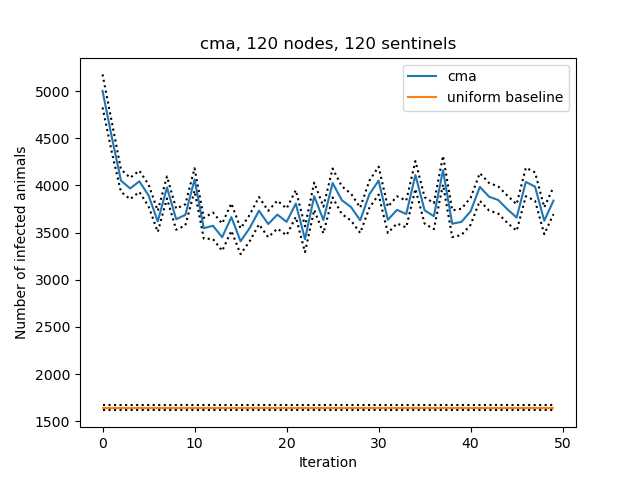 cma, 120 nodes, 120 sentinels
cma
uniform baseline
Number of infected animals
5000
4500
4000
3500
3000
2500
2000
1500
0 10 20 30 40 50
Iteration